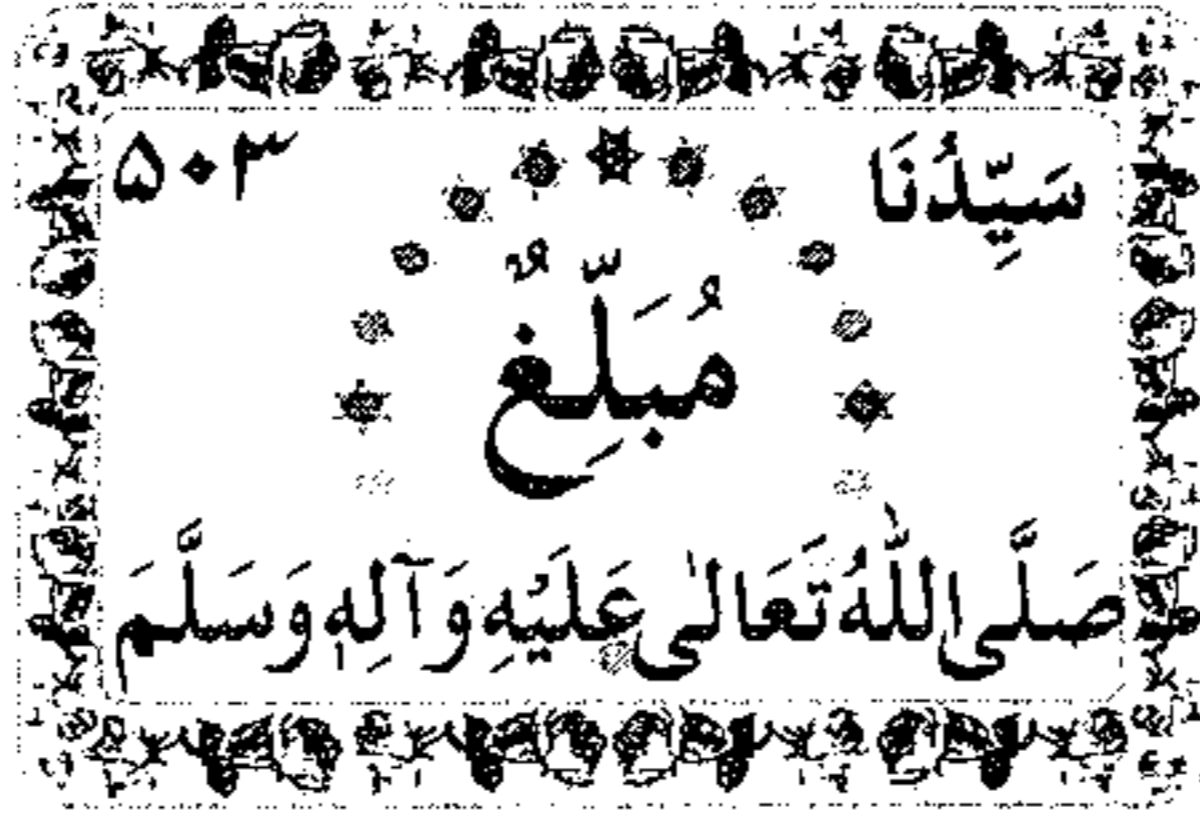 سَيِّدُنَا ۵۰۳
مُبَلِّغٌ
صَلَّى اللّٰهُ تَعَالٰى عَلَيْهِ وَآلِهٖ وَسَلَّمَ